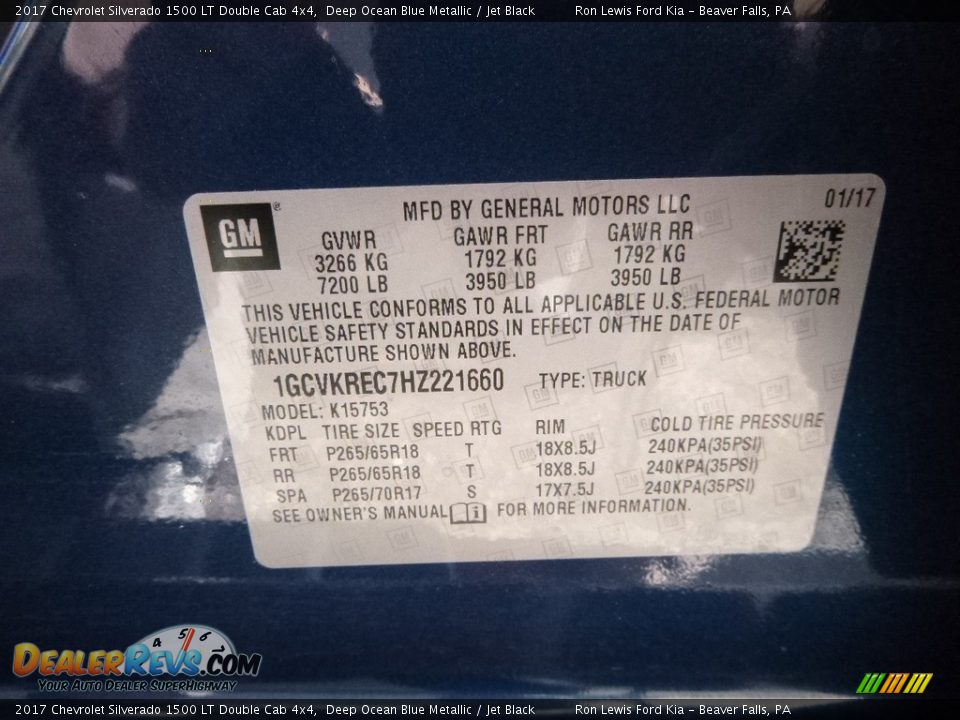 2017 Chevrolet Silverado 1500 LT Double Cab 4x4, Deep Ocean Blue Metallic / Jet Black Ron Lewis Ford Kia - Beaver Falls, PA
GM®
MFD BY GENERAL MOTORS LLC 01/17
GVWR GAWR FRT GAWR RR
3266 KG 1792 KG 1792 KG
7200 LB 3950 LB 3950 LB
THIS VEHICLE CONFORMS TO ALL APPLICABLE U.S. FEDERAL MOTOR
VEHICLE SAFETY STANDARDS IN EFFECT ON THE DATE OF
MANUFACTURE SHOWN ABOVE.
1GCVKREC7HZ221660 TYPE: TRUCK
MODEL: K15753
KDPL TIRE SIZE SPEED RTG RIM COLD TIRE PRESSURE
FRT P265/65R18 T 18X8.5J 240KPA(35PSI)
RR P265/65R18 T 18X8.5J 240KPA(35PSI)
SPA P265/70R17 S 17X7.5J 240KPA(35PSI)
SEE OWNER'S MANUAL i FOR MORE INFORMATION.
4 5 6
DEALERREVS.COM
Your Auto Dealer SuperHighway
2017 Chevrolet Silverado 1500 LT Double Cab 4x4, Deep Ocean Blue Metallic / Jet Black Ron Lewis Ford Kia - Beaver Falls, PA